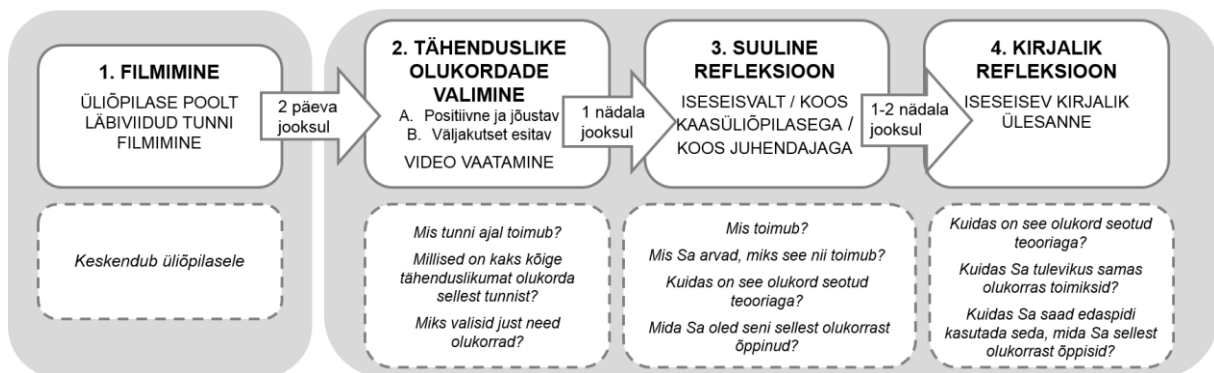 1. FILMIMINE
ÜLIÕPILASE POOLT
LÄBIVIIDUD TUNNI
FILMIMINE
2 päeva
jooksul
2. TÄHENDUSLIKE
OLUKORDADE
VALIMINE
A. Positiivne ja jõustav
B. Väljakutset esitav
VIDEO VAATAMINE
1 nädala
jooksul
3. SUULINE
REFLEKSIOON
ISESEISVALT / KOOS
KAASÜLIÕPILASEGA /
KOOS JUHENDAJAGA
1-2 nädala
jooksul
4. KIRJALIK
REFLEKSIOON
ISESEISEV KIRJALIK
ÜLESANNE
Keskendub üliõpilasele
Mis tunni ajal toimub?
Millised on kaks kõige
tähenduslikumat olukorda
sellest tunnist?
Miks valisid just need
olukorrad?
Mis toimub?
Mis Sa arvad, miks see nii toimub?
Kuidas on see olukord seotud
teooriaga?
Mida Sa oled seni sellest olukorrast
õppinud?
Kuidas on see olukord seotud
teooriaga?
Kuidas Sa tulevikus samas
olukorras toimiksid?
Kuidas Sa saad edaspidi
kasutada seda, mida Sa sellest
olukorrast õppisid?